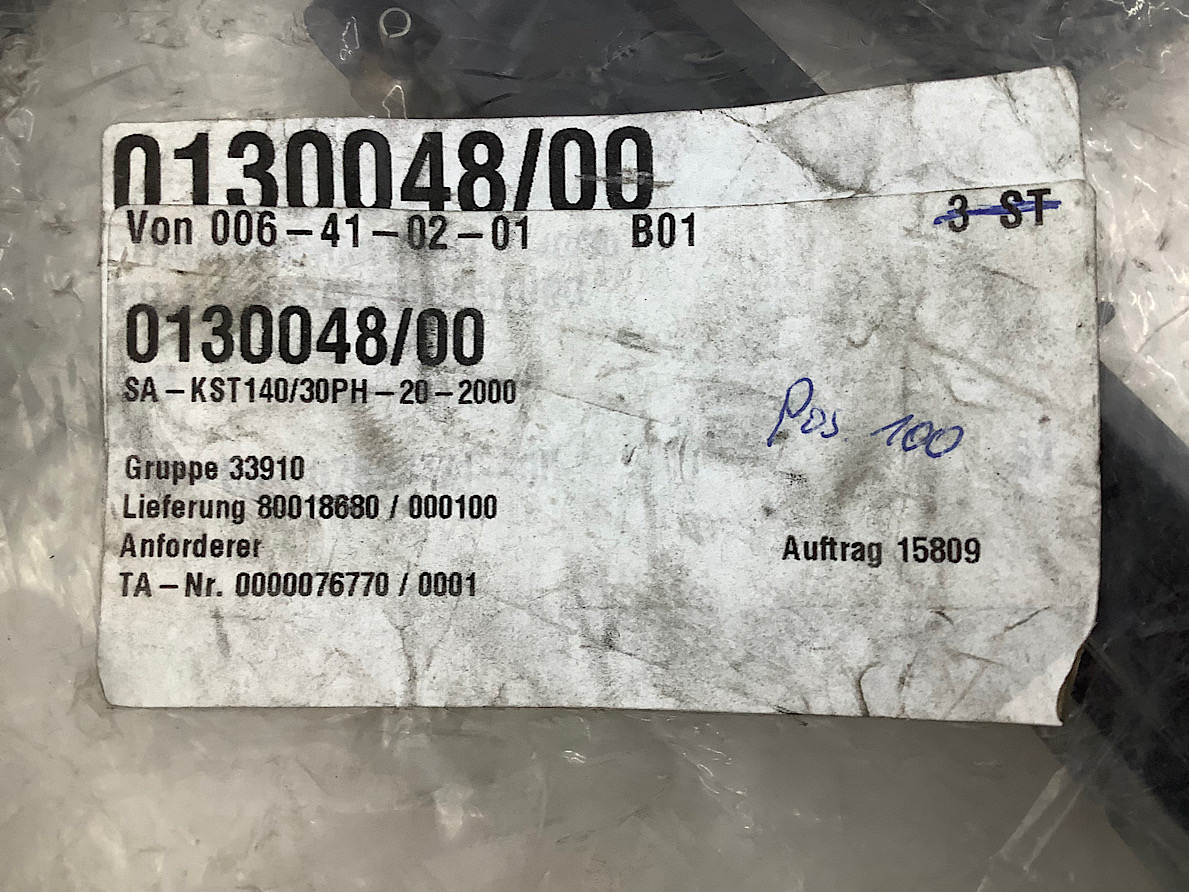 0130048/00
Von 006-41-02-01 B01 3 ST
0130048/00
SA-KST140/30PH-20-2000
Pos. 100
Gruppe 33910
Lieferung 80018680 / 000100
Anforderer Auftrag 15809
TA-Nr. 0000076770 / 0001